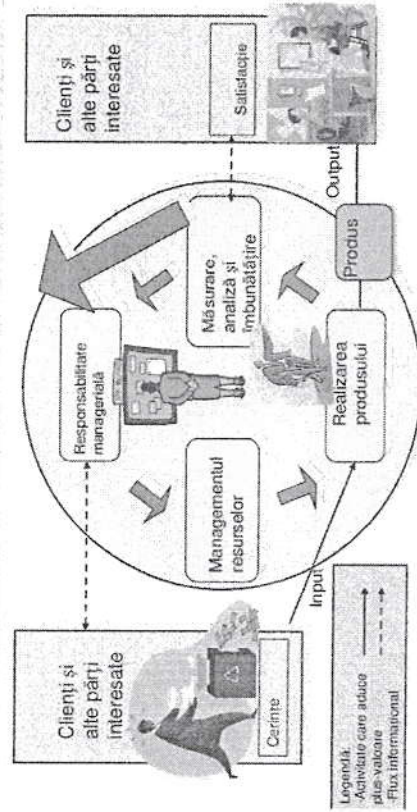 Clienți și
alte părți
interesate
Cerințe
Responsabilitate
managerială
Managementul
resurselor
Măsurare,
analiză și
îmbunătățire
Realizarea
produsului
Input
Produs
Output
Clienți și
alte părți
interesate
Satisfacție
Legendă:
-Activitate care aduce
plus-valoare
-Flux informațional